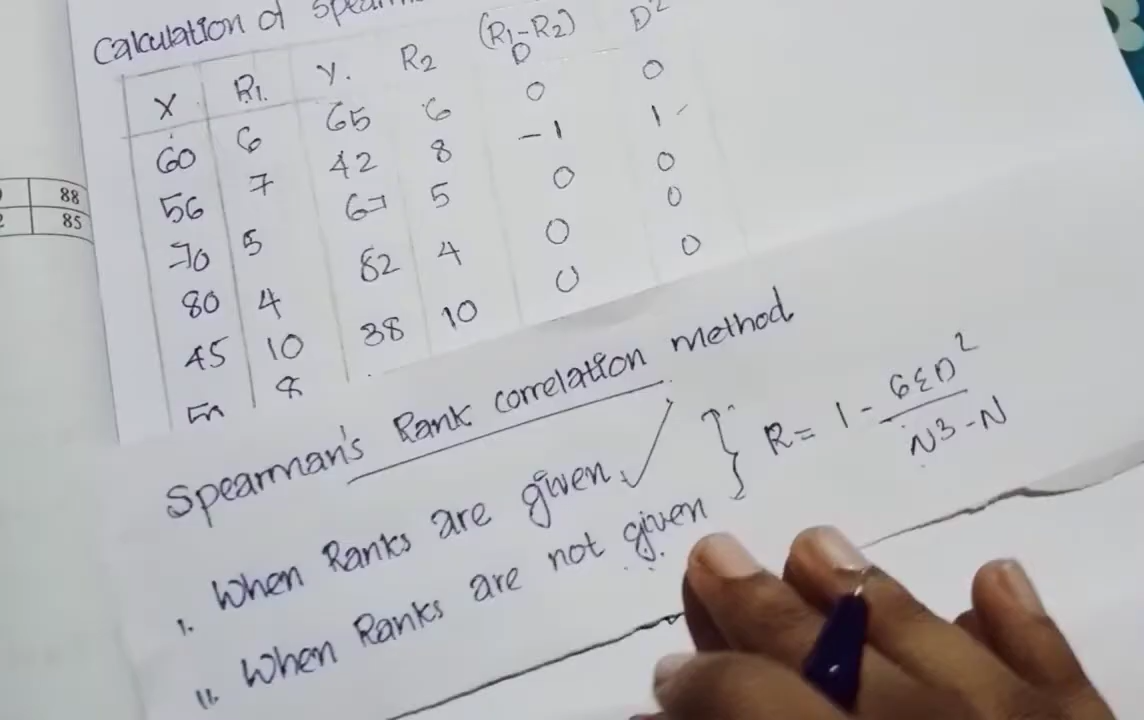 Calculation of Spearm
X R1. Y. R2 (R1-R2) D D²
60 6 65 6 0 0
56 7 42 8 -1 1
70 5 67 5 0 0
80 4 82 4 0 0
45 10 38 10 0 0
8
88
85
Spearman's Rank correlation method
i. When Ranks are given ✓
ii. When Ranks are not given
} R = 1 - 6ΣD² / N³-N